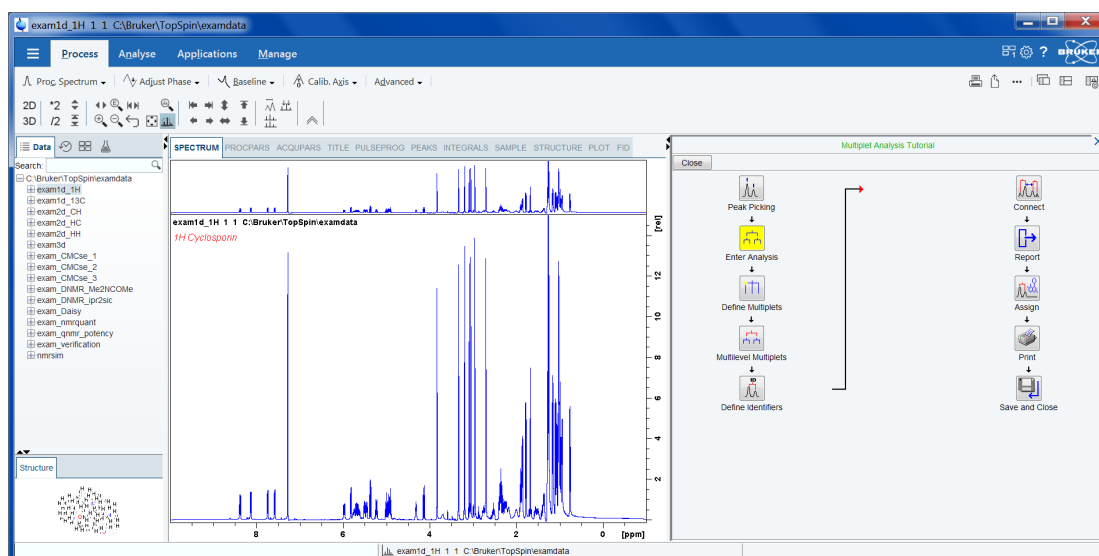 exam1d_1H 1 1 C:\Bruker\TopSpin\examdata
Process Analyse Applications Manage
BRUKER
Proc. Spectrum Adjust Phase Baseline Calib. Axis Advanced
2D *2
3D /2
Data
Search:
C:\Bruker\TopSpin\examdata
exam1d_1H
exam1d_13C
exam2d_CH
exam2d_HC
exam2d_HH
exam3d
exam_CMCse_1
exam_CMCse_2
exam_CMCse_3
exam_DNMR_Me2NCOMe
exam_DNMR_ipr2sic
exam_Daisy
exam_nmrquant
exam_qnmr_potency
exam_verification
nmrsim
Structure
SPECTRUM PROCPARS ACQUPARS TITLE PULSEPROG PEAKS INTEGRALS SAMPLE STRUCTURE PLOT FID
exam1d_1H 1 1 C:\Bruker\TopSpin\examdata
1H Cyclosporin
[rel]
12
10
8
6
4
2
8 6 4 2 0 [ppm]
Multiplet Analysis Tutorial
Close
Peak Picking
Enter Analysis
Define Multiplets
Multilevel Multiplets
ID
Define Identifiers
Connect
Report
Assign
Print
Save and Close
exam1d_1H 1 1 C:\Bruker\TopSpin\examdata